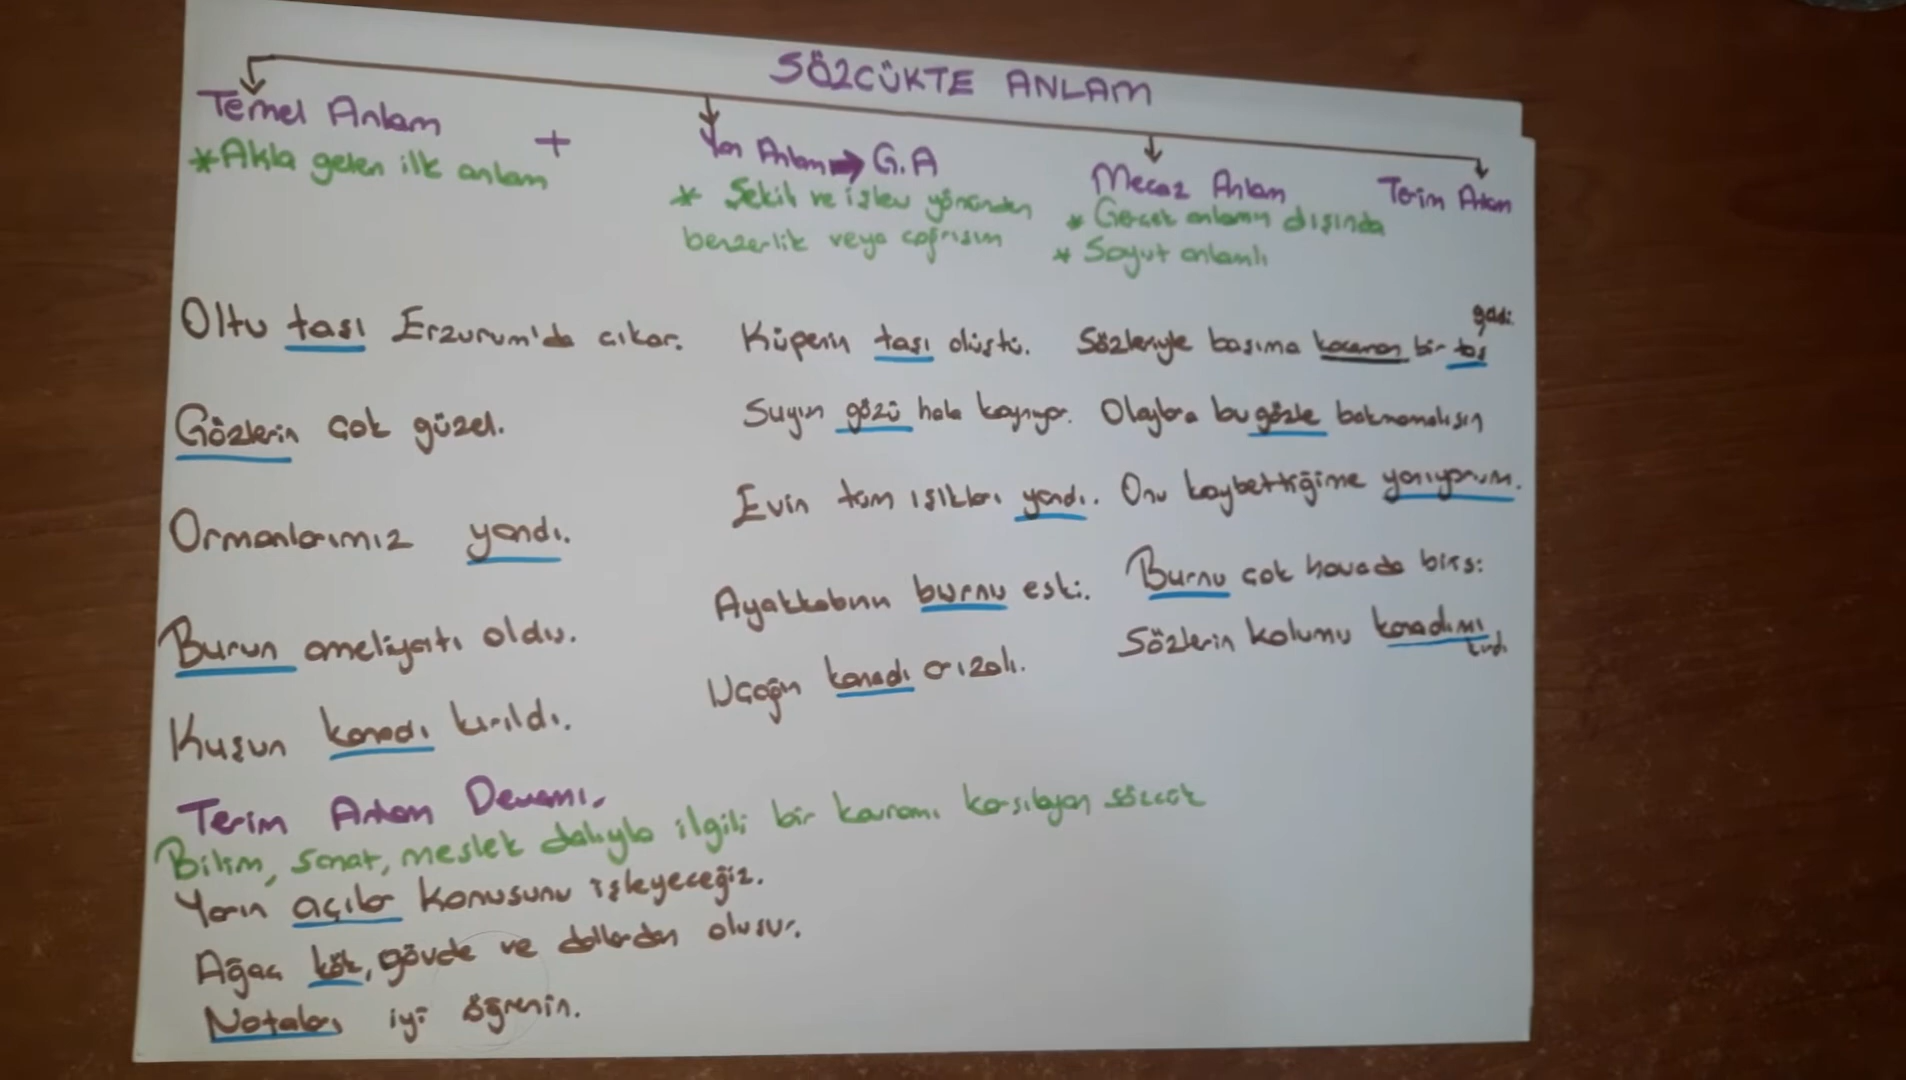 SÖZCÜKTE ANLAM
Temel Anlam
+
*Akla gelen ilk anlam
Yan Anlam → G.A
* Şekil ve işlev yönünden
benzerlik veya çağrışım
Mecaz Anlam
* Gerçek anlamın dışında
* Soyut anlamlı
Terim Anlam
Oltu taşı Erzurum'da çıkar.
Gözlerin çok güzel.
Ormanlarımız yandı.
Burun ameliyatı oldu.
Kuşun kanadı kırıldı.
Küpenin taşı düştü.
Suyun gözü hala kaynıyor.
Evin tüm ışıkları yandı.
Ayakkabının burnu eski.
Uçağın kanadı arızalı.
Sözleriyle başıma kocaman bir taş
Olaylara bu gözle bakmamalısın
Onu kaybettiğime yanıyorum.
Burnu çok havada birsi
Sözlerin kolumu kanadımı
kırdı
Terim Anlam Devamı.
Bilim, sanat, meslek dalıyla ilgili bir kavramı karşılayan sözcük
Yarın açılar konusunu işleyeceğiz.
Ağaç kök, gövde ve dallardan oluşur.
Notaları iyi öğrenin.